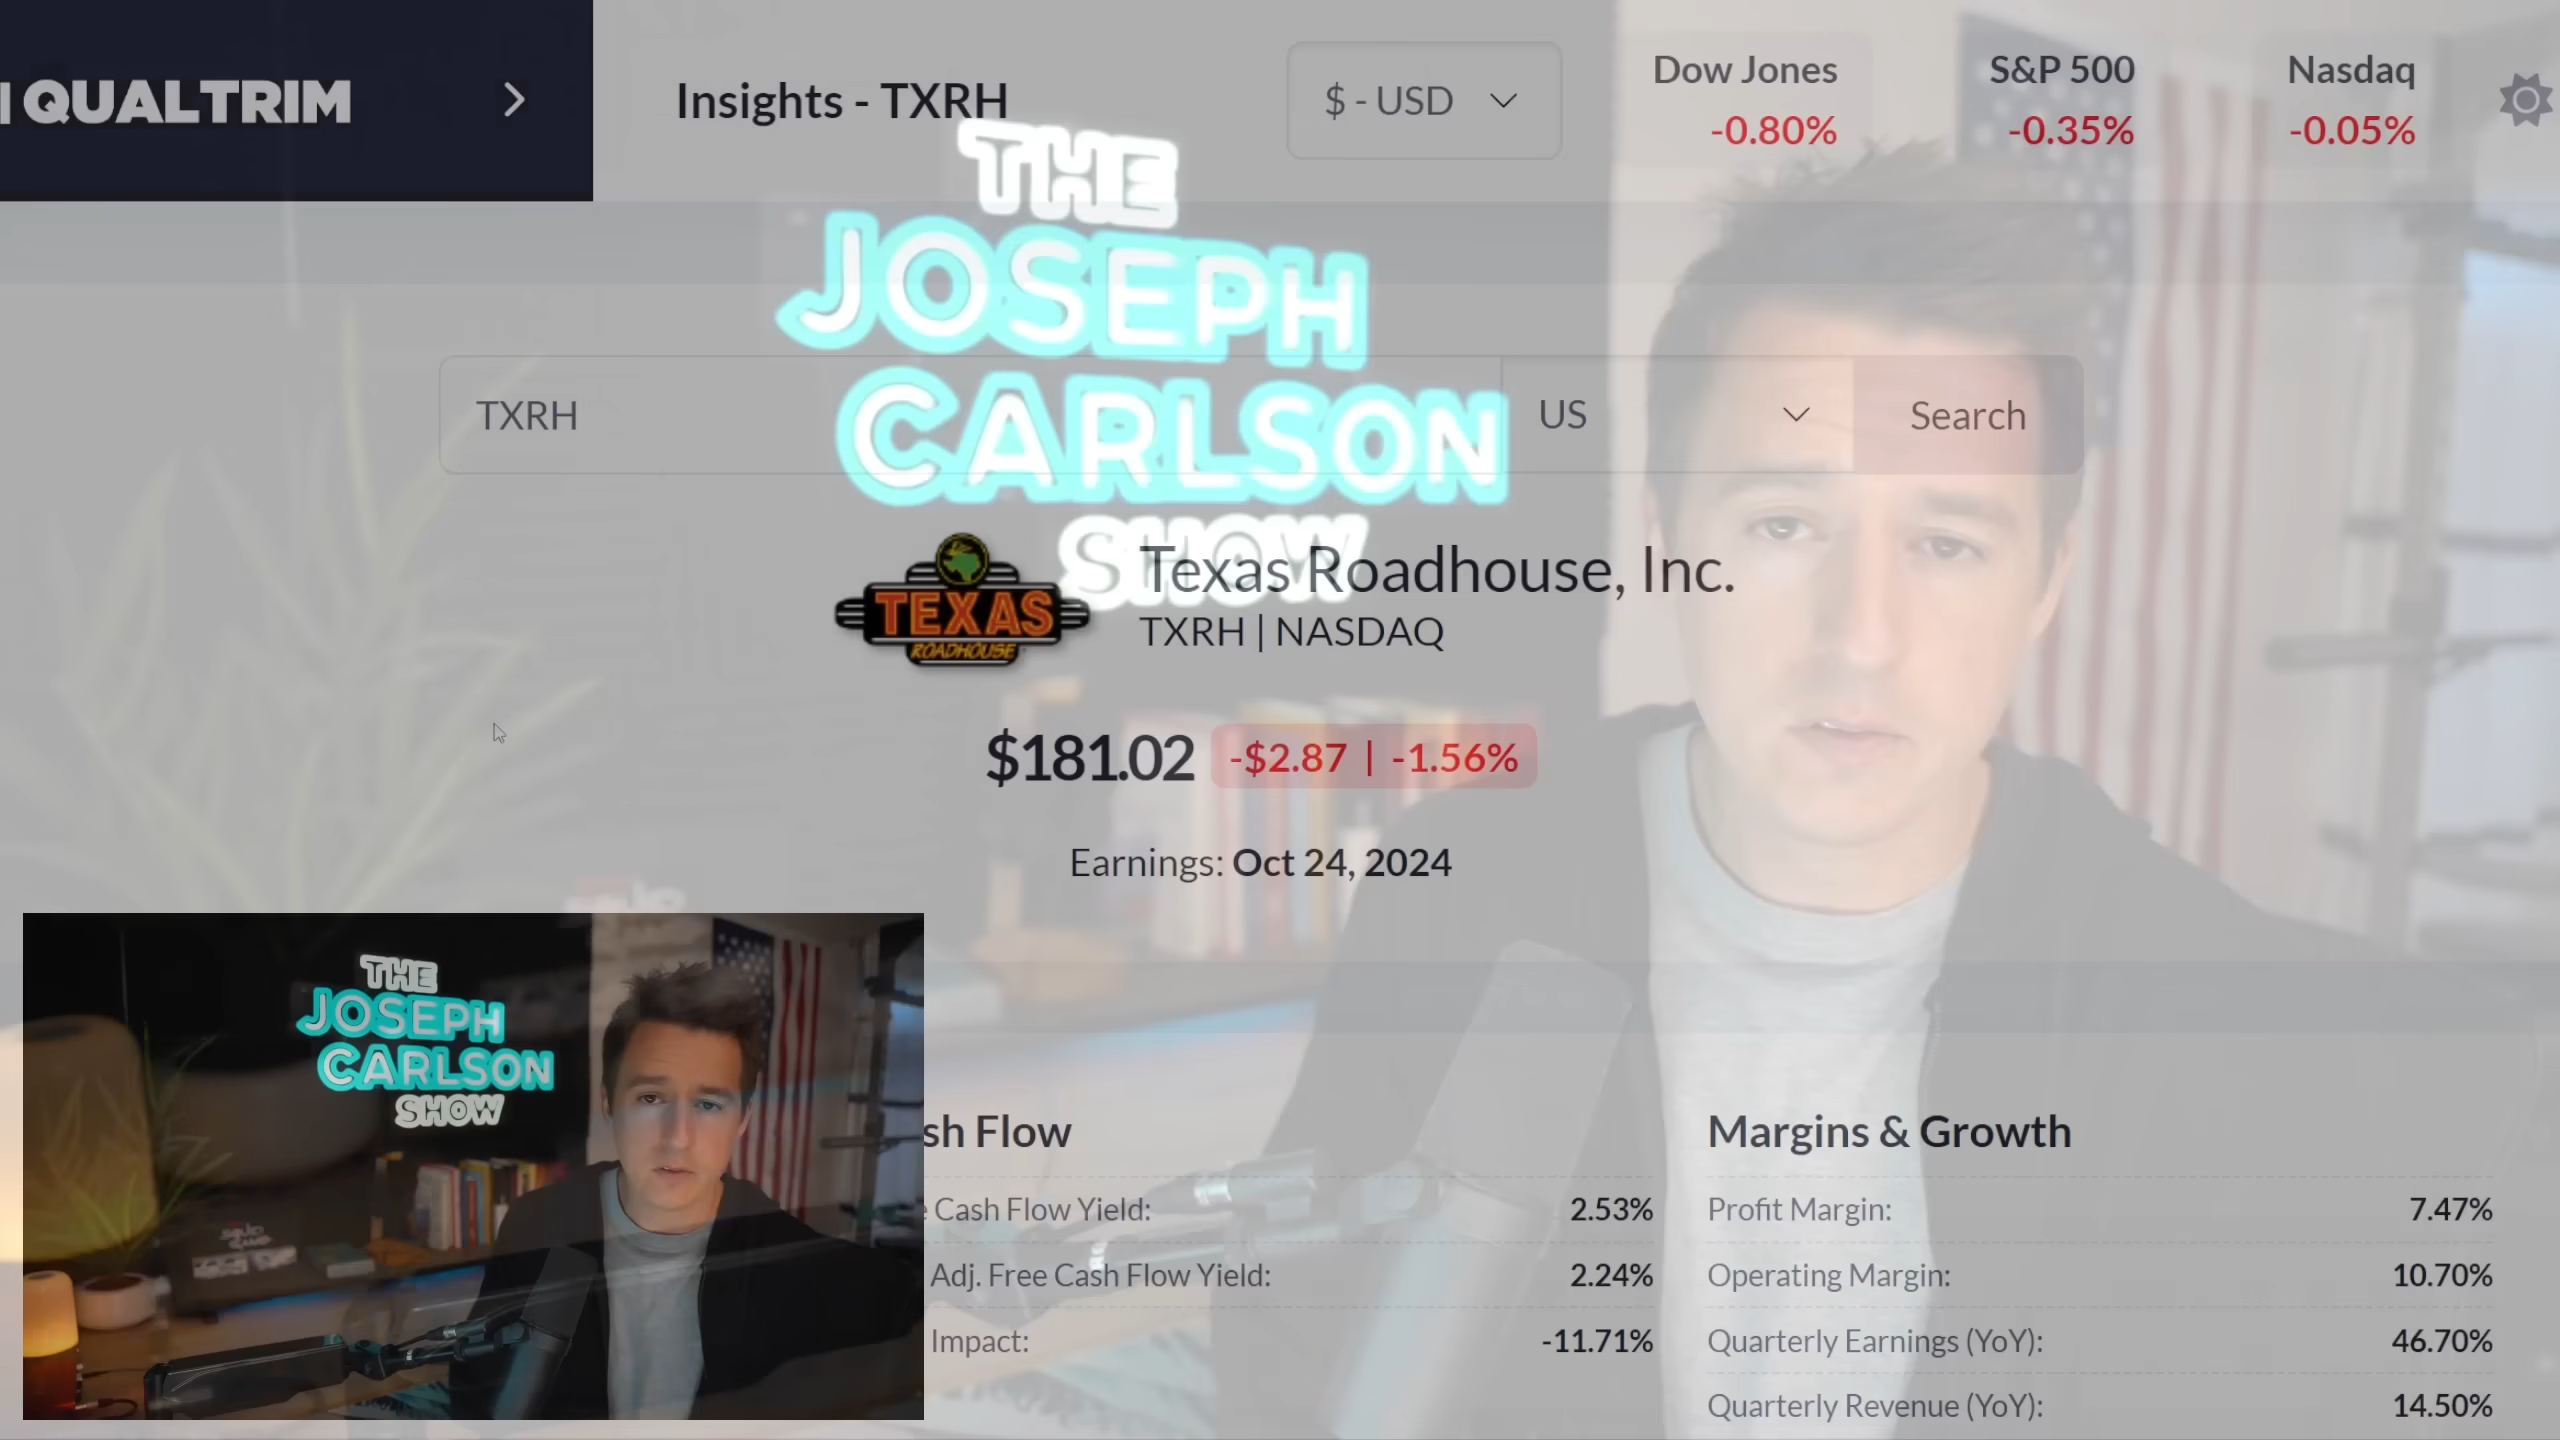 QUALTRIM
Insights - TXRH
$ - USD
Dow Jones
-0.80%
S&P 500
-0.35%
Nasdaq
-0.05%
THE
JOSEPH
CARLSON
SHOW
TXRH
US
Search
TEXAS
ROADHOUSE
Texas Roadhouse, Inc.
TXRH | NASDAQ
$181.02
-$2.87 | -1.56%
Earnings: Oct 24, 2024
THE
JOSEPH
CARLSON
SHOW
sh Flow
Cash Flow Yield: 2.53%
Adj. Free Cash Flow Yield: 2.24%
Impact: -11.71%
Margins & Growth
Profit Margin: 7.47%
Operating Margin: 10.70%
Quarterly Earnings (YoY): 46.70%
Quarterly Revenue (YoY): 14.50%